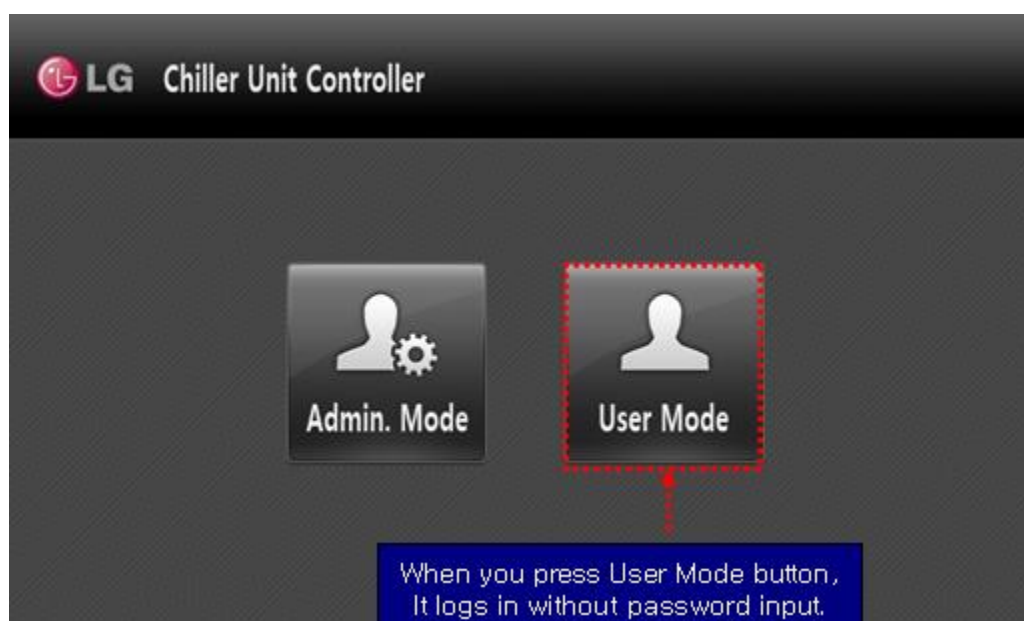 LG Chiller Unit Controller
Admin. Mode
User Mode
When you press User Mode button,
It logs in without password input.